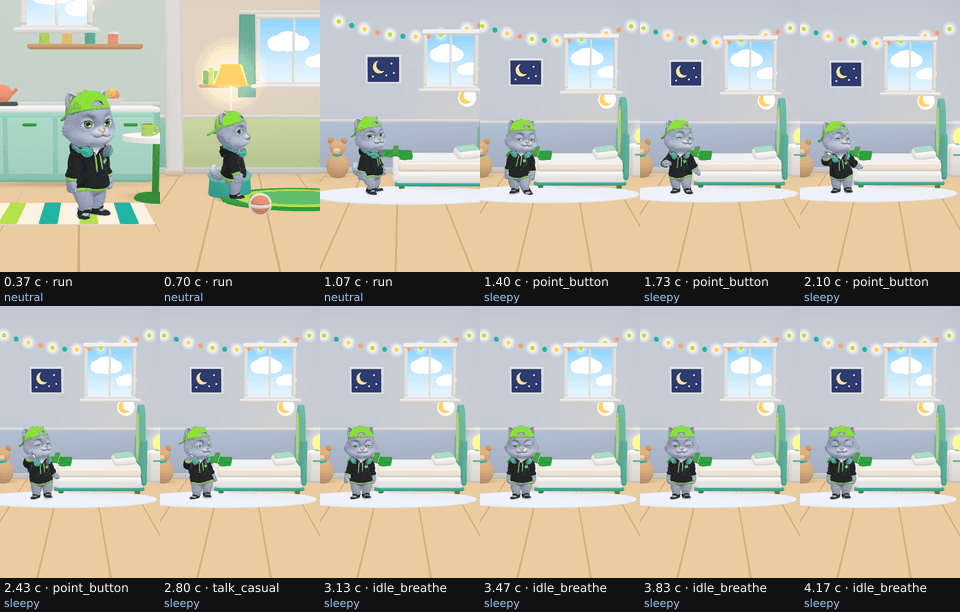 0.37 c · run
neutral
0.70 c · run
neutral
1.07 c · run
neutral
1.40 c · point_button
sleepy
1.73 c · point_button
sleepy
2.10 c · point_button
sleepy
2.43 c · point_button
sleepy
2.80 c · talk_casual
sleepy
3.13 c · idle_breathe
sleepy
3.47 c · idle_breathe
sleepy
3.83 c · idle_breathe
sleepy
4.17 c · idle_breathe
sleepy